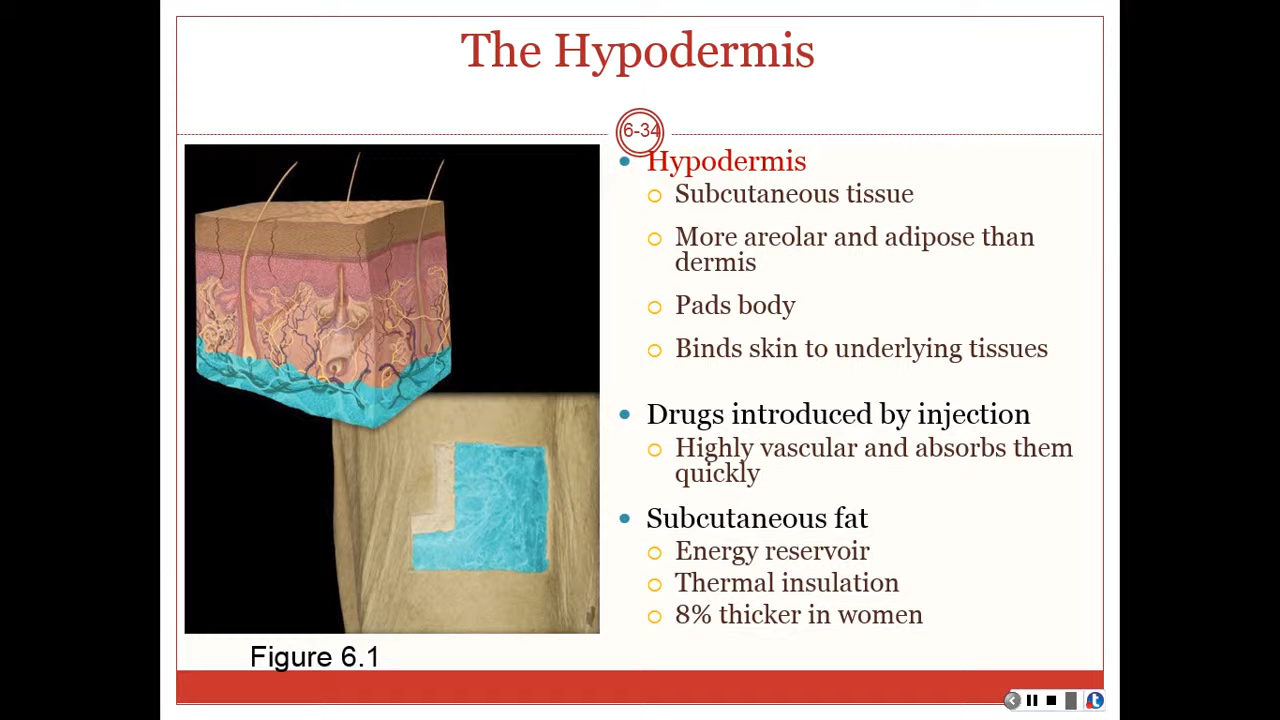 The Hypodermis
6-34
Hypodermis
Subcutaneous tissue
More areolar and adipose than
dermis
Pads body
Binds skin to underlying tissues
Drugs introduced by injection
Highly vascular and absorbs them
quickly
Subcutaneous fat
Energy reservoir
Thermal insulation
8% thicker in women
Figure 6.1
t